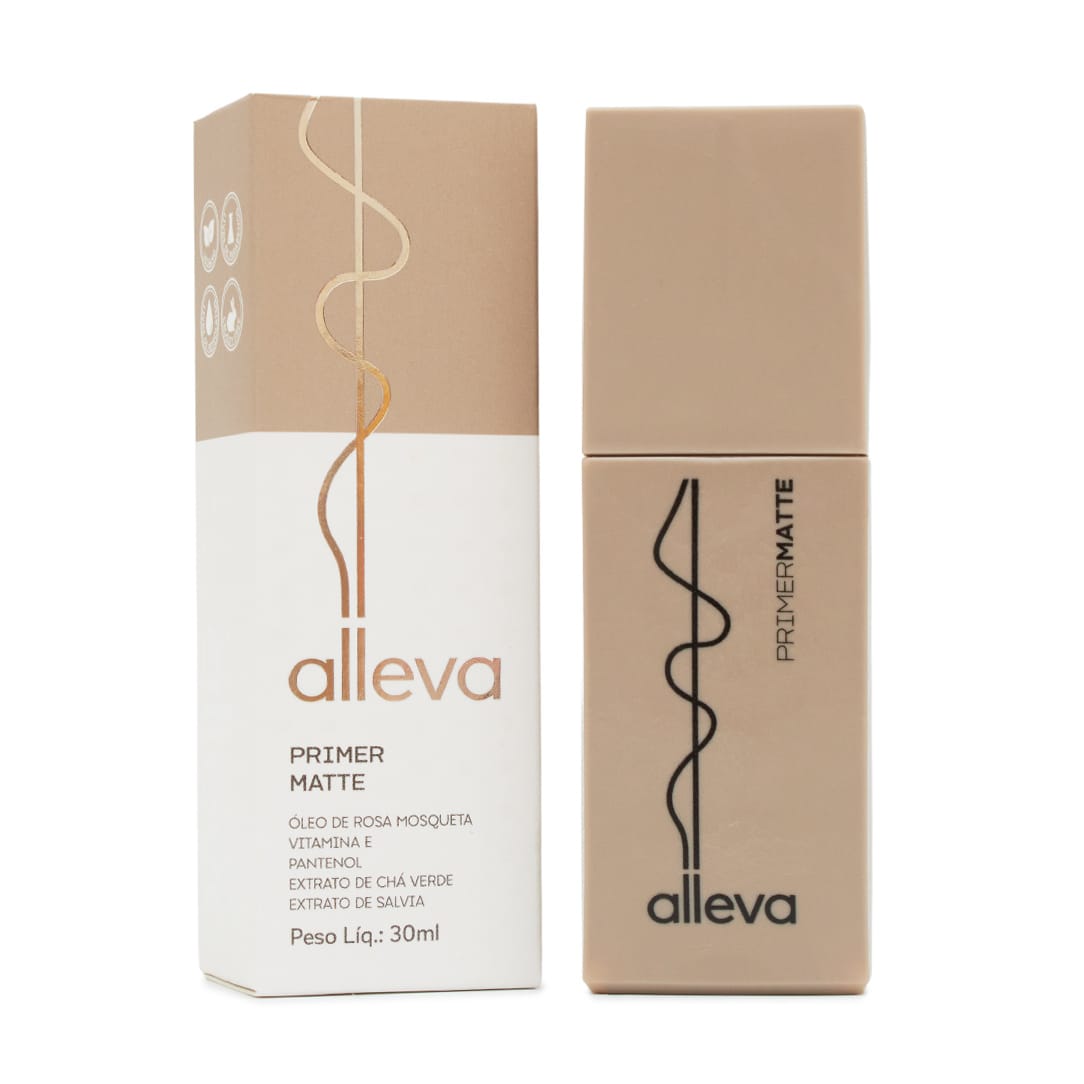 alleva
PRIMER
MATTE
ÓLEO DE ROSA MOSQUETA
VITAMINA E
PANTENOL
EXTRATO DE CHÁ VERDE
EXTRATO DE SALVIA
Peso Líq.: 30ml
PRIMERMATTE
alleva